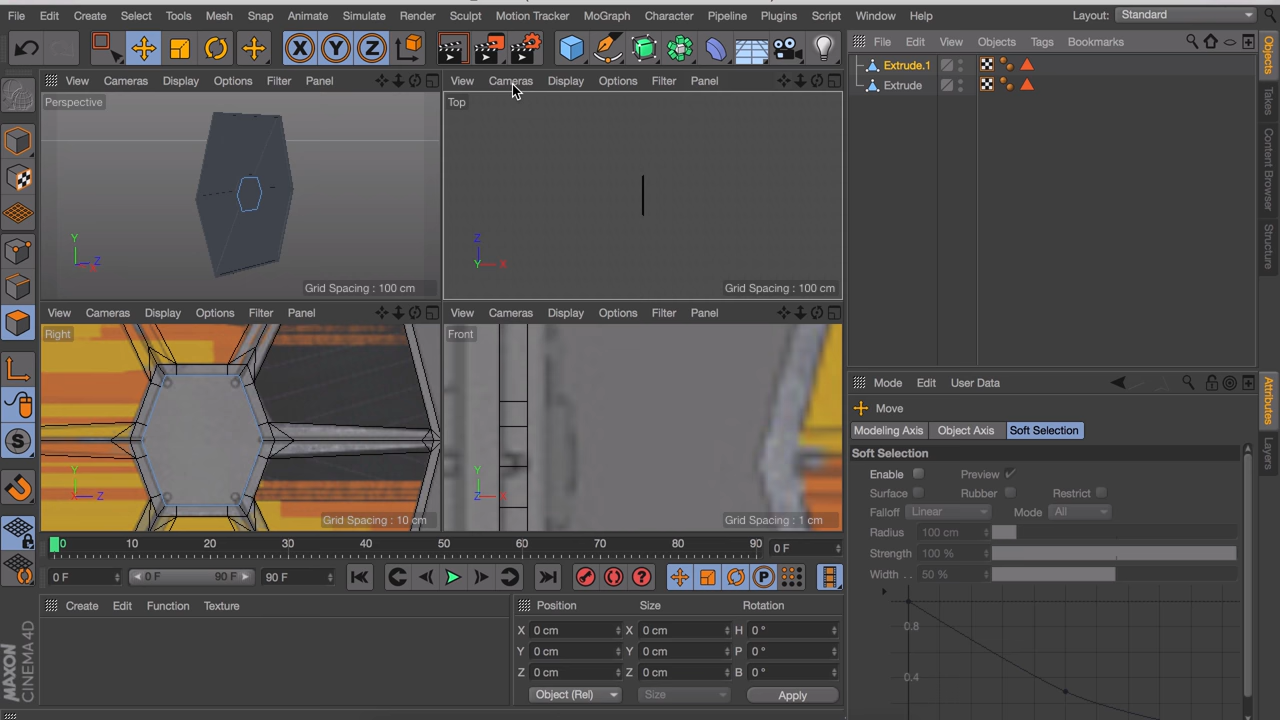 File Edit Create Select Tools Mesh Snap Animate Simulate Render Sculpt Motion Tracker MoGraph Character Pipeline Plugins Script Window Help Layout: Standard
X Y Z
File Edit View Objects Tags Bookmarks
Extrude.1
Extrude
View Cameras Display Options Filter Panel
Perspective
Y
Z
X
Grid Spacing : 100 cm
View Cameras Display Options Filter Panel
Top
Z
Y X
Grid Spacing : 100 cm
View Cameras Display Options Filter Panel
Right
Y
X Z
Grid Spacing : 10 cm
View Cameras Display Options Filter Panel
Front
Y
Z X
Grid Spacing : 1 cm
S
0 10 20 30 40 50 60 70 80 90 0 F
0 F 0 F 90 F 90 F
?
P
Create Edit Function Texture
Position Size Rotation
X 0 cm X 0 cm H 0 °
Y 0 cm Y 0 cm P 0 °
Z 0 cm Z 0 cm B 0 °
Object (Rel) Size Apply
MAXON
CINEMA 4D
Mode Edit User Data
Move
Modeling Axis Object Axis Soft Selection
Soft Selection
Enable Preview
Surface Rubber Restrict
Falloff Linear Mode All
Radius 100 cm
Strength 100 %
Width . . 50 %
0.8
0.4
Objects
Takes
Content Browser
Structure
Attributes
Layers